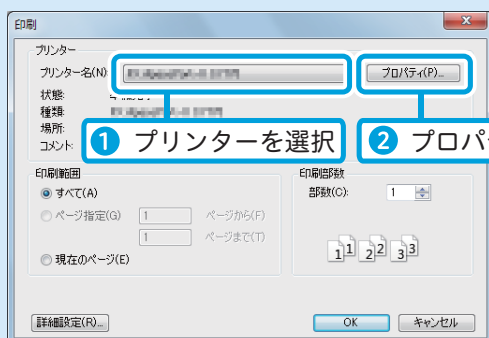 印刷
プリンター
プリンター名(N):
プロパティ(P)...
状態:
種類:
場所:
コメント:
1 プリンターを選択
2 プロパ
印刷範囲
すべて(A)
ページ指定(G) 1 ページから(F)
1 ページまで(T)
現在のページ(E)
印刷部数
部数(C): 1
1 1 2 2 3 3
詳細設定(R)...
OK
キャンセル